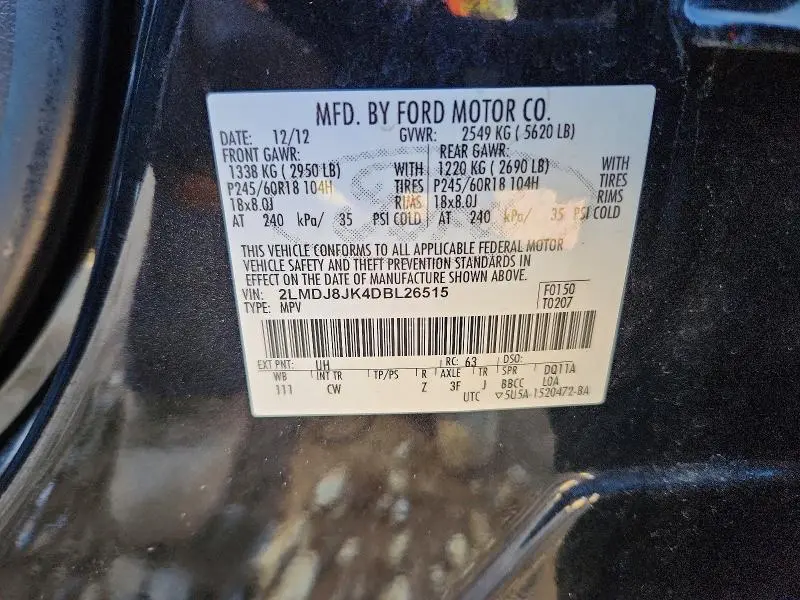 MFD. BY FORD MOTOR CO.
DATE: 12/12 GVWR: 2549 KG ( 5620 LB)
FRONT GAWR: REAR GAWR:
1338 KG ( 2950 LB) WITH 1220 KG ( 2690 LB) WITH
P245/60R18 104H TIRES P245/60R18 104H TIRES
18x8.0J RIMS 18x8.0J RIMS
AT 240 kPa/ 35 PSI COLD AT 240 kPa/ 35 PSI COLD
THIS VEHICLE CONFORMS TO ALL APPLICABLE FEDERAL MOTOR
VEHICLE SAFETY AND THEFT PREVENTION STANDARDS IN
EFFECT ON THE DATE OF MANUFACTURE SHOWN ABOVE.
VIN: 2LMDJ8JK4DBL26515 F0150
TYPE: MPV T0207
EXT PNT: UH RC: 63 DSO:
WB INT TR TP/PS R AXLE TR SPR DQ11A
111 CW Z 3F J BBCC LOA
UTC ▽5U5A-1520472-BA